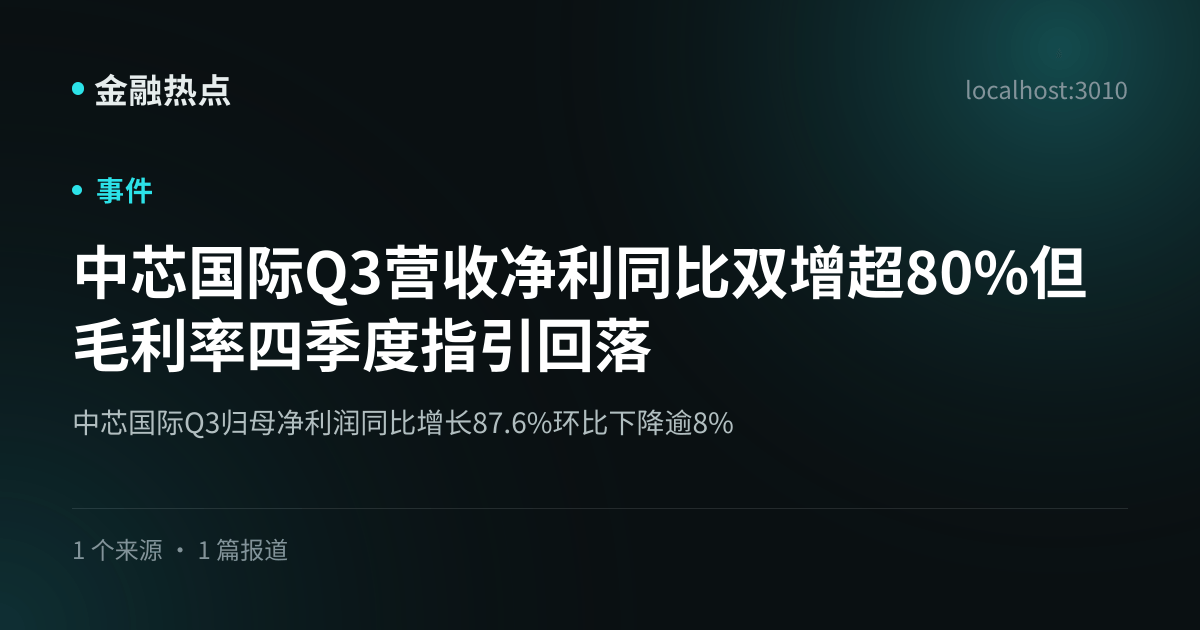 金融热点
localhost:3010
事件
中芯国际Q3营收净利同比双增超80%但
毛利率四季度指引回落
中芯国际Q3归母净利润同比增长87.6%环比下降逾8%
1 个来源 · 1 篇报道